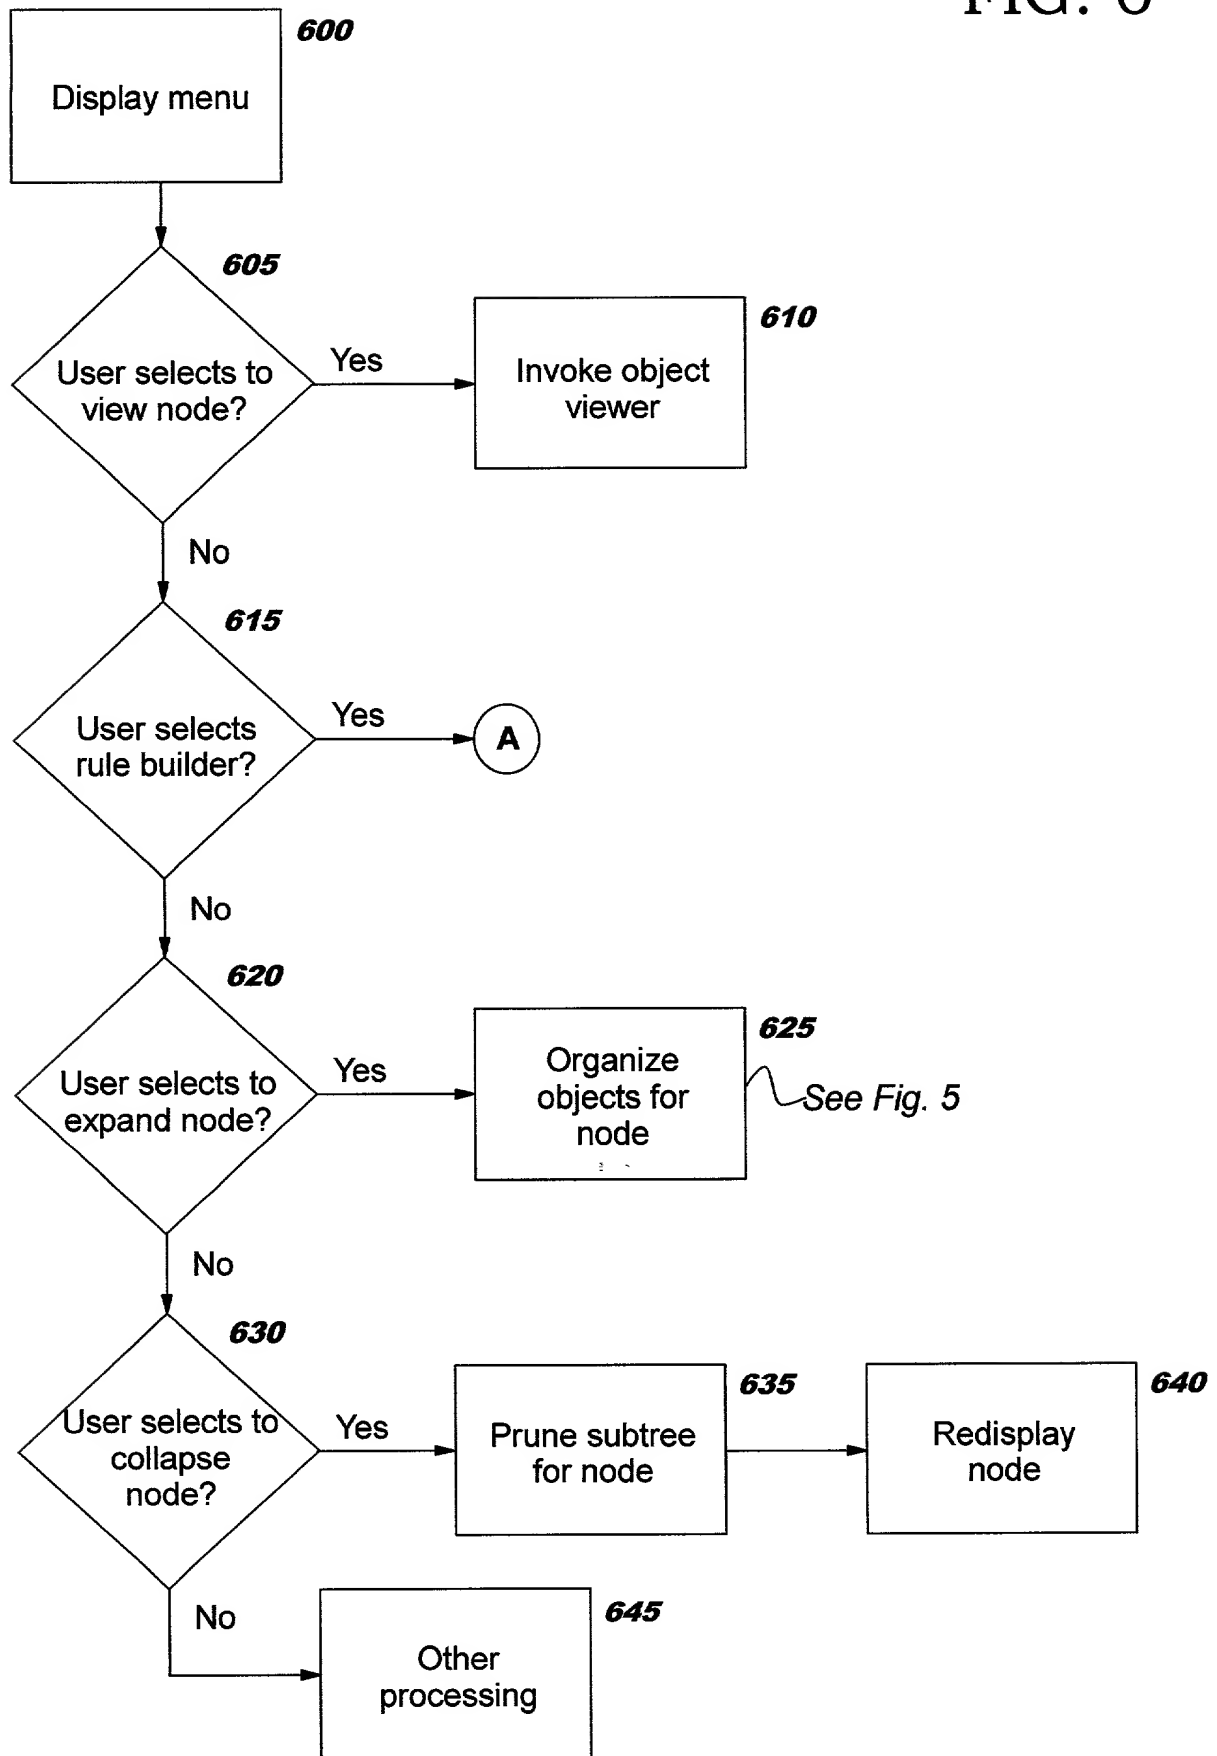 FIG. 6
600
Display menu
605
User selects to
view node?
Yes
610
Invoke object
viewer
No
615
User selects
rule builder?
Yes
A
No
620
User selects to
expand node?
Yes
625
Organize
objects for
node
See Fig. 5
No
630
User selects to
collapse
node?
Yes
635
Prune subtree
for node
640
Redisplay
node
No
645
Other
processing